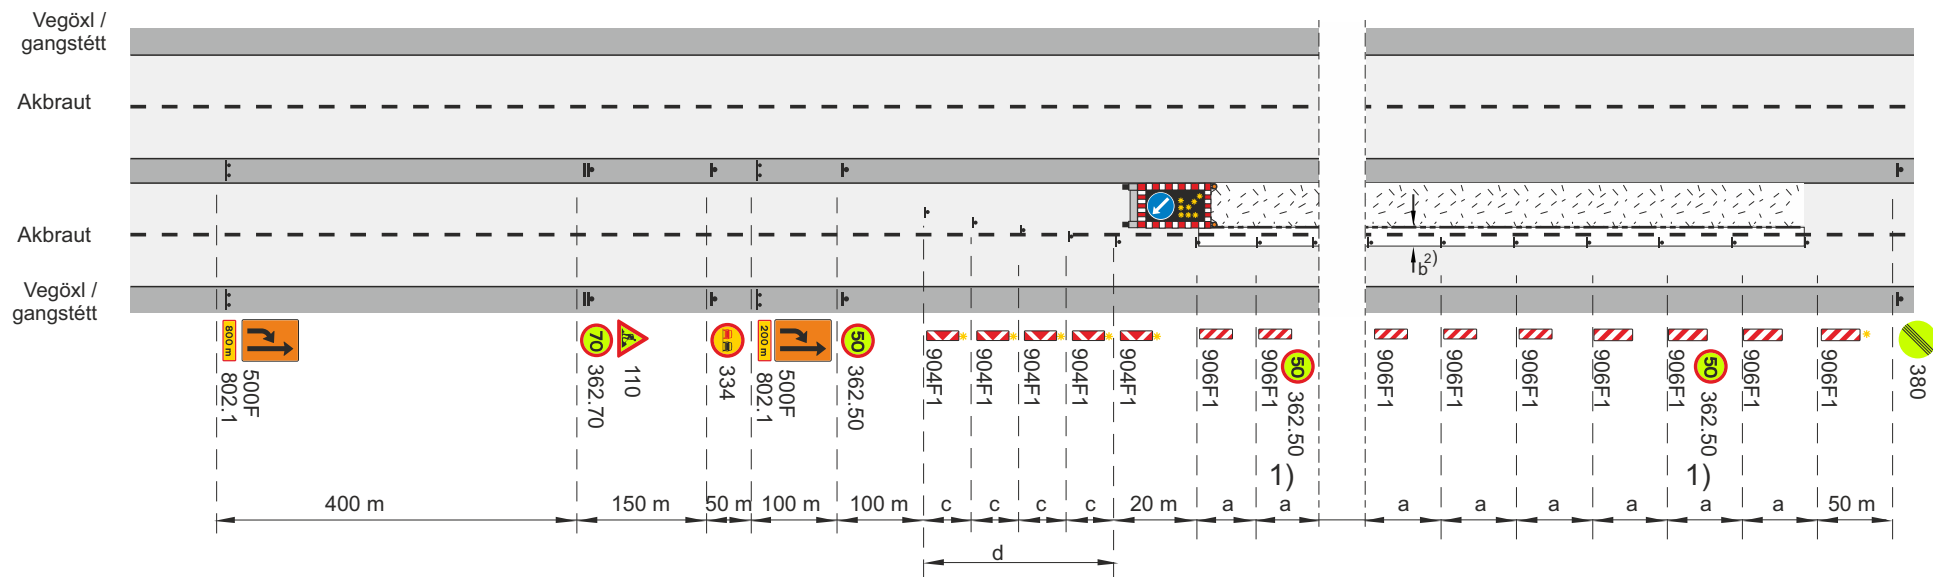 Vegöxl /
gangstétt
Akbraut
Akbraut
Vegöxl /
gangstétt
b2)
800 m
802.1
500F
70
362.70
110
334
200 m
802.1
500F
50
362.50
904F1
904F1
904F1
904F1
904F1
906F1
906F1
50
362.50
1)
906F1
906F1
906F1
906F1
906F1
50
362.50
1)
906F1
906F1
380
400 m
150 m
50 m
100 m
100 m
c
c
c
c
20 m
a
a
a
a
a
a
a
a
50 m
d